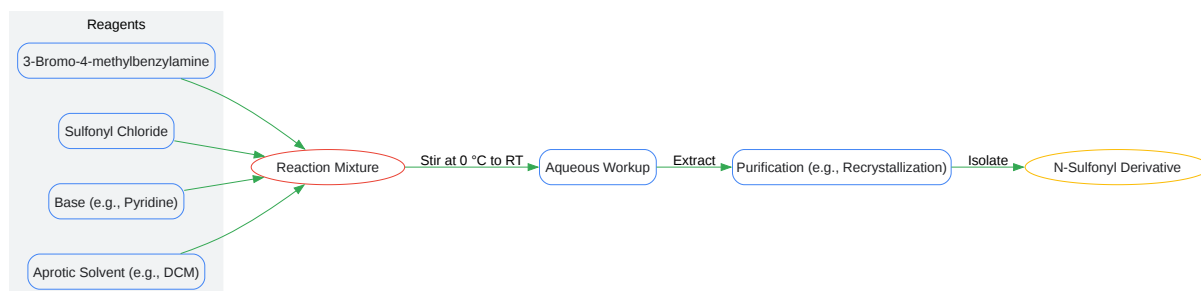 Reagents
3-Bromo-4-methylbenzylamine
Sulfonyl Chloride
Base (e.g., Pyridine)
Aprotic Solvent (e.g., DCM)
Reaction Mixture
Stir at 0 °C to RT
Aqueous Workup
Extract
Purification (e.g., Recrystallization)
Isolate
N-Sulfonyl Derivative